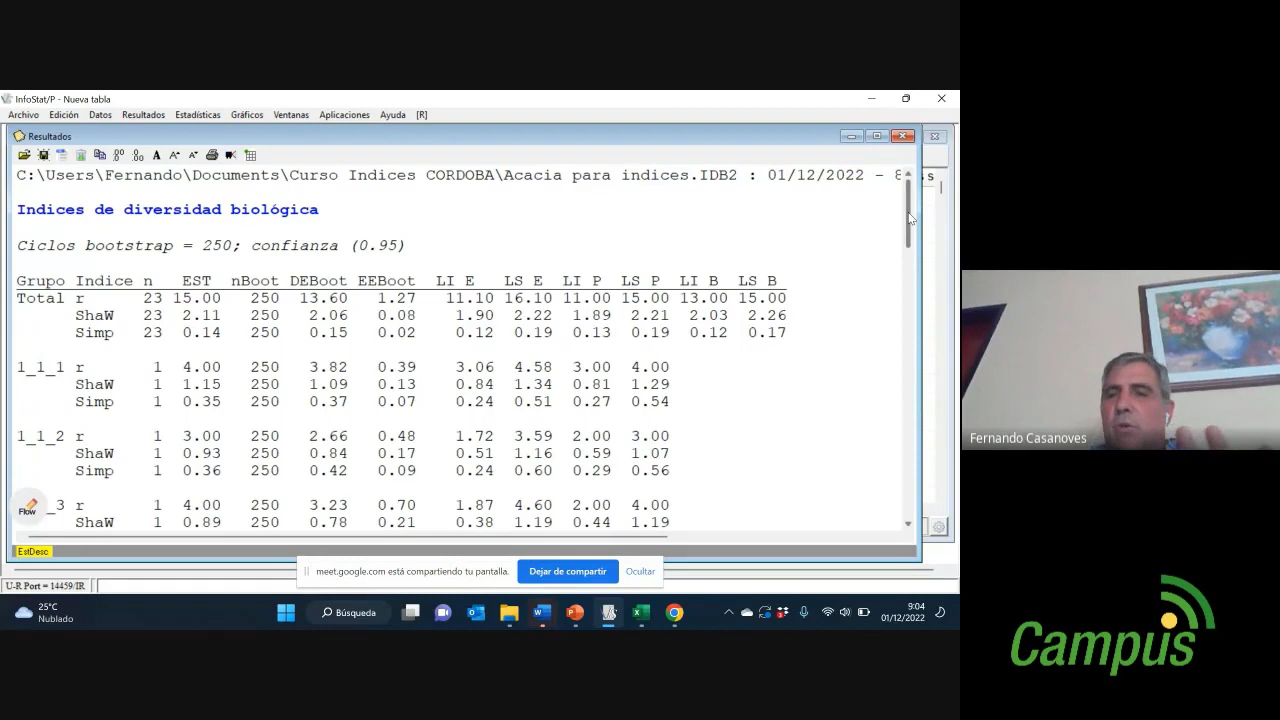 InfoStat/P - Nueva tabla
Archivo Edición Datos Resultados Estadísticas Gráficos Ventanas Aplicaciones Ayuda [R]
Resultados
C:\Users\Fernando\Documents\Curso Indices CORDOBA\Acacia para indices.IDB2 : 01/12/2022 - 8
Indices de diversidad biológica
Ciclos bootstrap = 250; confianza (0.95)
Grupo Indice n EST nBoot DEBoot EEBoot LI E LS E LI P LS P LI B LS B
Total r 23 15.00 250 13.60 1.27 11.10 16.10 11.00 15.00 13.00 15.00
ShaW 23 2.11 250 2.06 0.08 1.90 2.22 1.89 2.21 2.03 2.26
Simp 23 0.14 250 0.15 0.02 0.12 0.19 0.13 0.19 0.12 0.17
1_1_1 r 1 4.00 250 3.82 0.39 3.06 4.58 3.00 4.00
ShaW 1 1.15 250 1.09 0.13 0.84 1.34 0.81 1.29
Simp 1 0.35 250 0.37 0.07 0.24 0.51 0.27 0.54
1_1_2 r 1 3.00 250 2.66 0.48 1.72 3.59 2.00 3.00
ShaW 1 0.93 250 0.84 0.17 0.51 1.16 0.59 1.07
Simp 1 0.36 250 0.42 0.09 0.24 0.60 0.29 0.56
_3 r 1 4.00 250 3.23 0.70 1.87 4.60 2.00 4.00
ShaW 1 0.89 250 0.78 0.21 0.38 1.19 0.44 1.19
Flow
EstDesc
meet.google.com está compartiendo tu pantalla. Dejar de compartir Ocultar
U-R Port = 14459/IR
25°C
Nublado
Búsqueda
9:04
01/12/2022
Fernando Casanoves
Campus